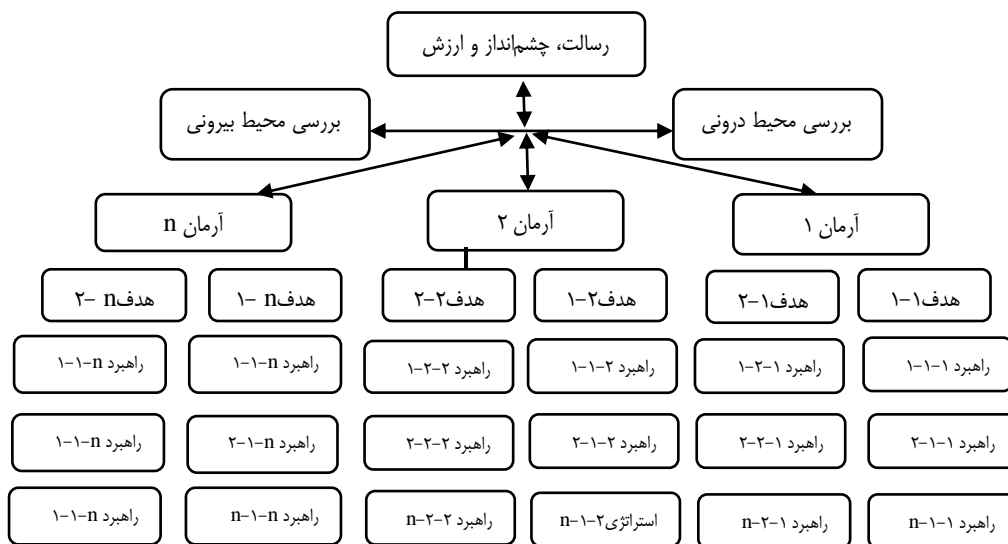 رسالت، چشم‌انداز و ارزش
بررسی محیط درونی
بررسی محیط بیرونی
آرمان ۱
آرمان ۲
آرمان n
هدف۱-۱
هدف۱-۲
هدف۲-۱
هدف۲-۲
هدفn -۱
هدفn -۲
راهبرد ۱-۱-۱
راهبرد ۱-۲-۱
راهبرد ۲-۱-۱
راهبرد ۲-۲-۱
راهبرد n-۱-۱
راهبرد n-۱-۱
راهبرد ۱-۱-۲
راهبرد ۱-۲-۲
راهبرد ۲-۱-۲
راهبرد ۲-۲-۲
راهبرد n-۱-۲
راهبرد n-۱-۱
راهبرد ۱-۱-n
راهبرد ۱-۲-n
استراتژی۲-۱-n
راهبرد ۲-۲-n
راهبرد n-۱-n
راهبرد n-۱-۱